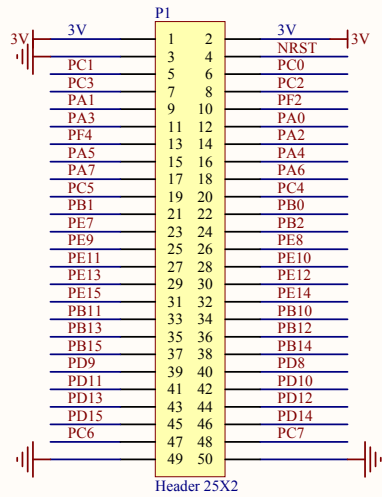 P1
3V 3V 1 2 3V 3V
3 4 NRST
PC1 5 6 PC0
PC3 7 8 PC2
PA1 9 10 PF2
PA3 11 12 PA0
PF4 13 14 PA2
PA5 15 16 PA4
PA7 17 18 PA6
PC5 19 20 PC4
PB1 21 22 PB0
PE7 23 24 PB2
PE9 25 26 PE8
PE11 27 28 PE10
PE13 29 30 PE12
PE15 31 32 PE14
PB11 33 34 PB10
PB13 35 36 PB12
PB15 37 38 PB14
PD9 39 40 PD8
PD11 41 42 PD10
PD13 43 44 PD12
PD15 45 46 PD14
PC6 47 48 PC7
49 50
Header 25X2